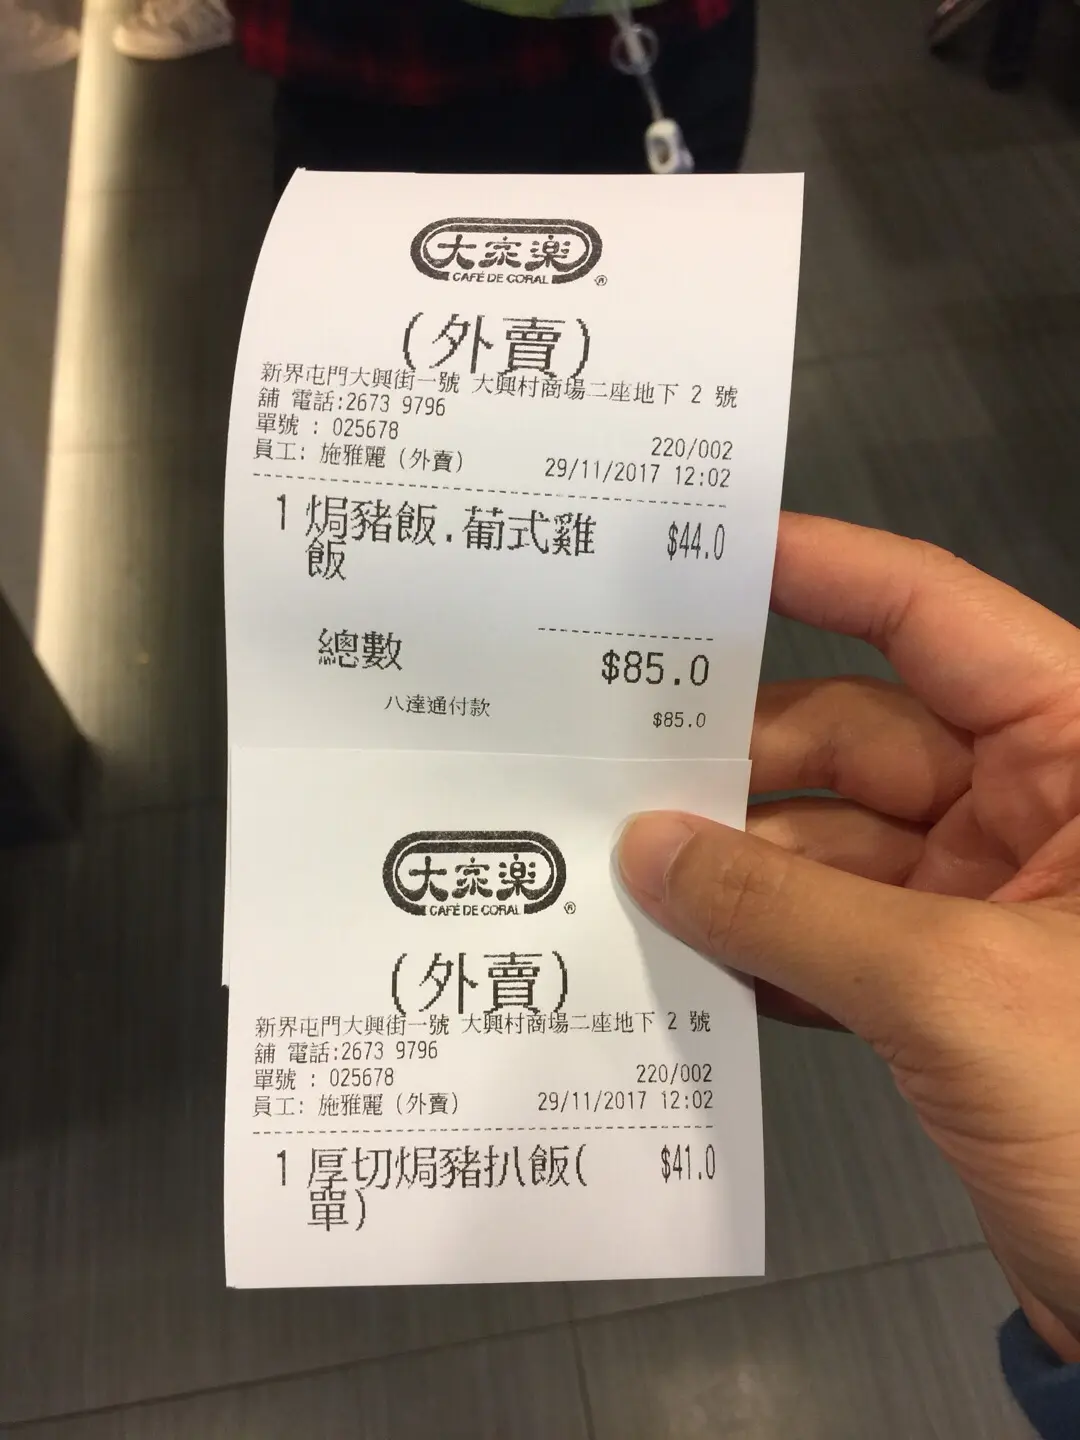 大家樂
CAFÉ DE CORAL ®
(外賣)
新界屯門大興街一號 大興村商場二座地下 2 號
舖 電話:2673 9796
單號 : 025678 220/002
員工: 施雅麗 (外賣) 29/11/2017 12:02
1 焗豬飯.葡式雞 $44.0
飯
總數 $85.0
八達通付款 $85.0
大家樂
CAFÉ DE CORAL ®
(外賣)
新界屯門大興街一號 大興村商場二座地下 2 號
舖 電話:2673 9796
單號 : 025678 220/002
員工: 施雅麗 (外賣) 29/11/2017 12:02
1 厚切焗豬扒飯( $41.0
單)